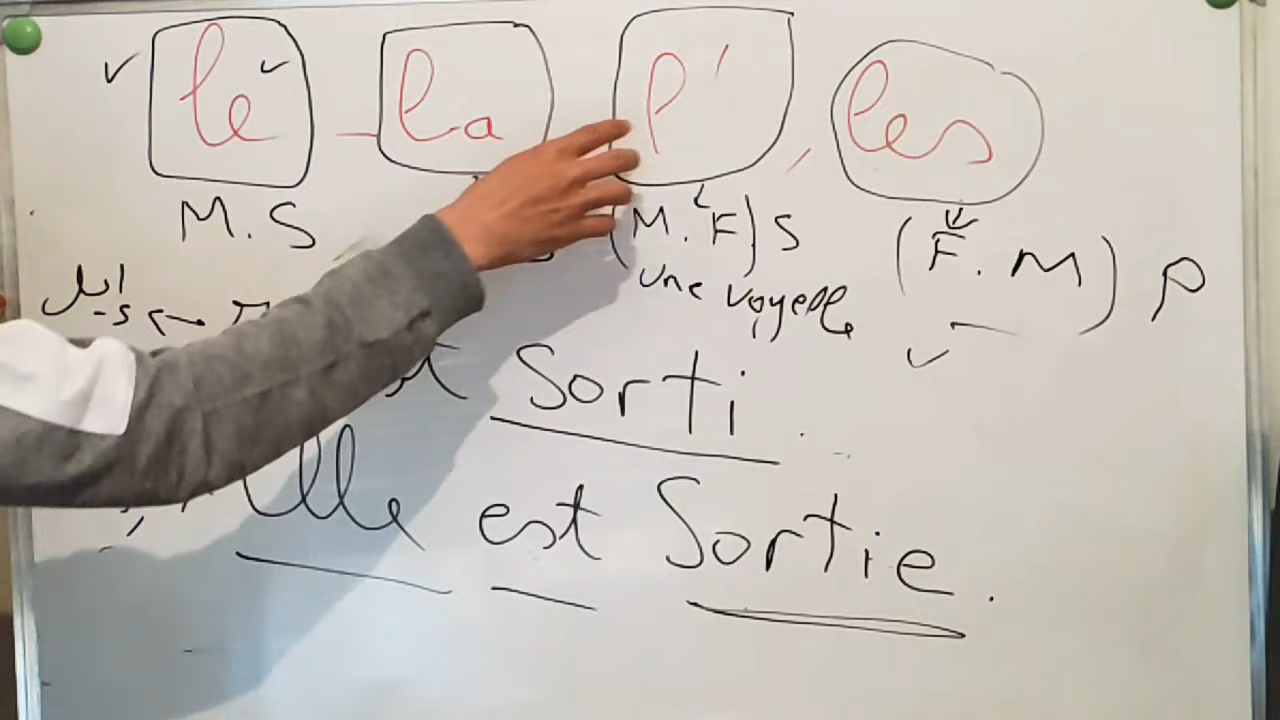 le - la l' , les
M.S (M.F) S (F.M) P
une voyelle
Sorti.
Elle est Sortie.